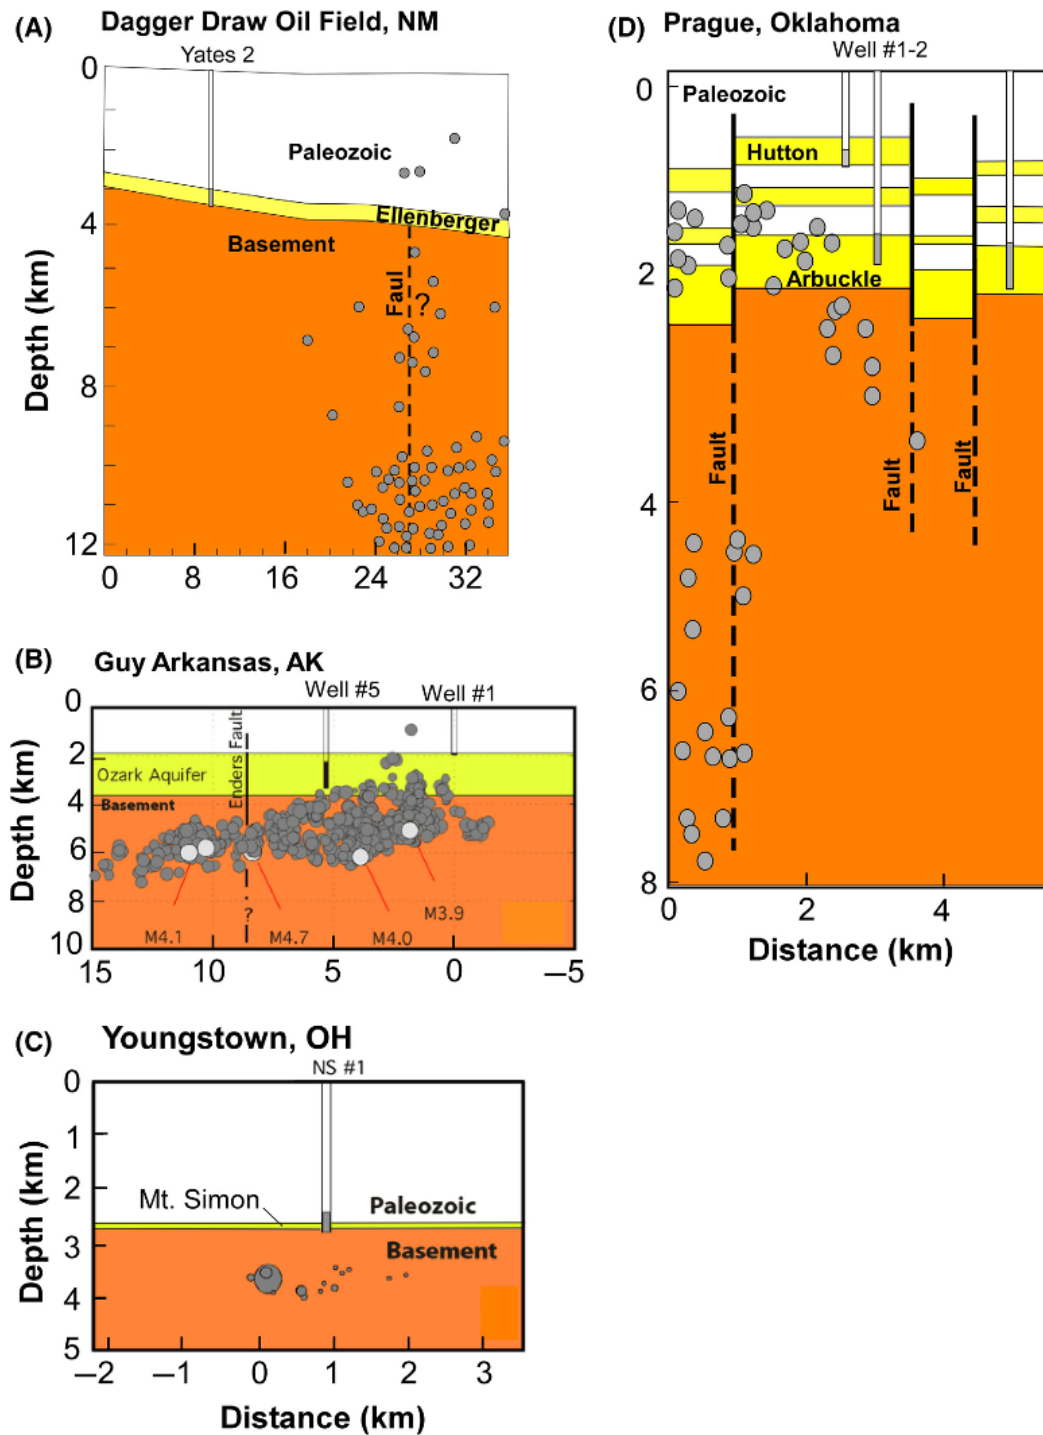 (A) Dagger Draw Oil Field, NM
Yates 2
0
4
8
12
Depth (km)
Paleozoic
Ellenberger
Basement
Faul
?
0 8 16 24 32
(B) Guy Arkansas, AK
Well #5 Well #1
0
2
4
6
8
10
Depth (km)
Ozark Aquifer
Basement
Enders Fault
?
M4.1 M4.7 M4.0 M3.9
15 10 5 0 –5
(C) Youngstown, OH
NS #1
0
1
2
3
4
5
Depth (km)
Mt. Simon
Paleozoic
Basement
–2 –1 0 1 2 3
Distance (km)
(D) Prague, Oklahoma
Well #1-2
0
2
4
6
8
Paleozoic
Hutton
Arbuckle
Fault
Fault
Fault
0 2 4
Distance (km)